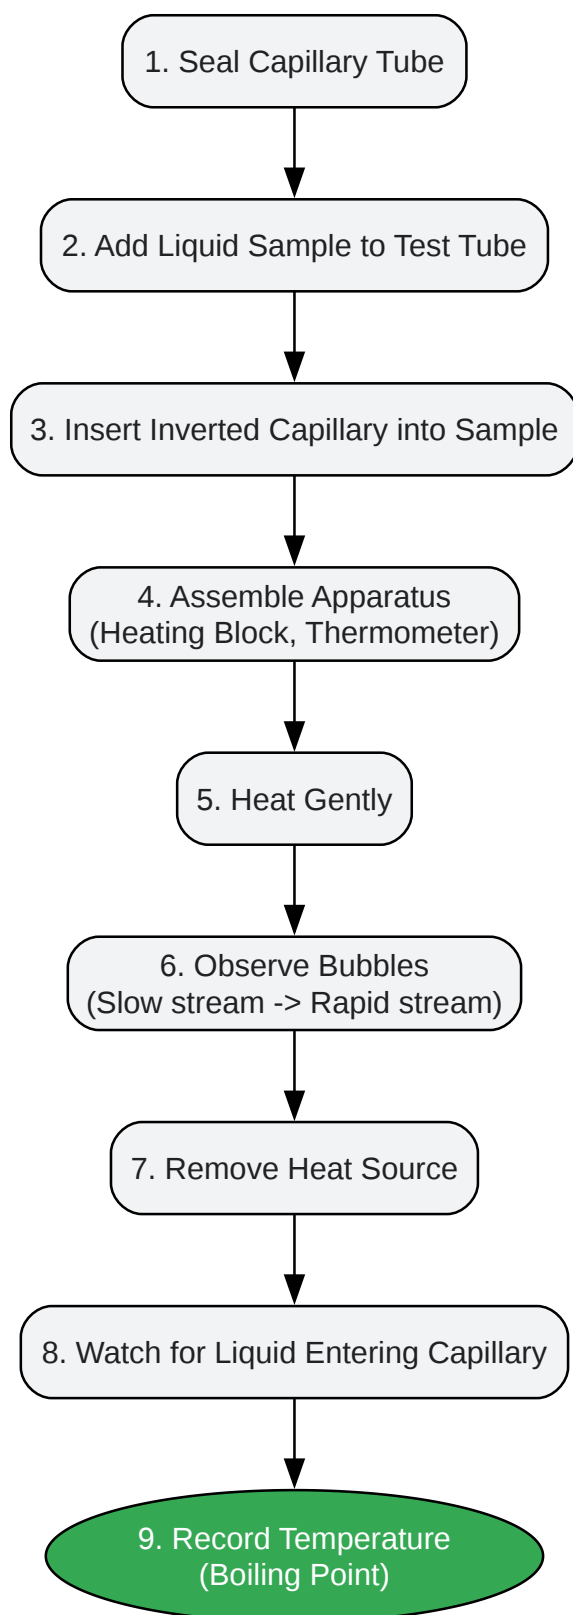 1. Seal Capillary Tube
2. Add Liquid Sample to Test Tube
3. Insert Inverted Capillary into Sample
4. Assemble Apparatus
(Heating Block, Thermometer)
5. Heat Gently
6. Observe Bubbles
(Slow stream -> Rapid stream)
7. Remove Heat Source
8. Watch for Liquid Entering Capillary
9. Record Temperature
(Boiling Point)